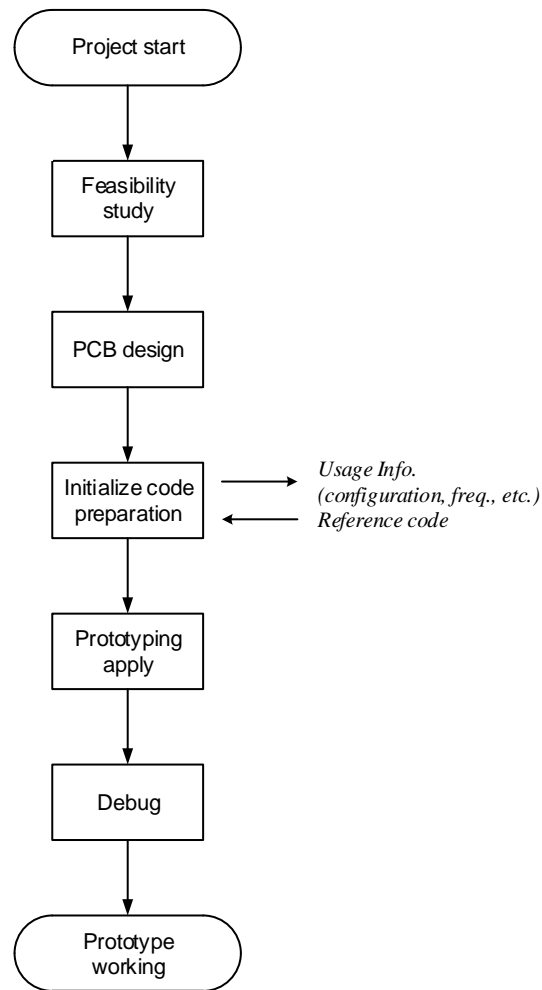 Project start
Feasibility
study
PCB design
Initialize code
preparation
Usage Info.
(configuration, freq., etc.)
Reference code
Prototyping
apply
Debug
Prototype
working